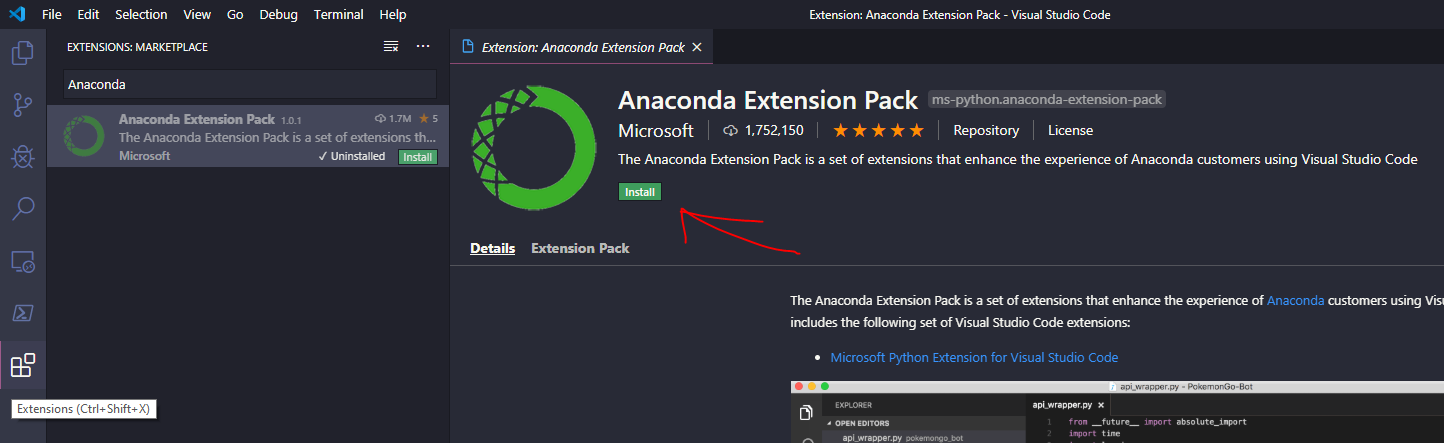 File Edit Selection View Go Debug Terminal Help Extension: Anaconda Extension Pack - Visual Studio Code
EXTENSIONS: MARKETPLACE
Anaconda
Anaconda Extension Pack 1.0.1 1.7M 5
The Anaconda Extension Pack is a set of extensions th...
Microsoft ✓ Uninstalled Install
Extensions (Ctrl+Shift+X)
Extension: Anaconda Extension Pack
Anaconda Extension Pack ms-python.anaconda-extension-pack
Microsoft 1,752,150 Repository License
The Anaconda Extension Pack is a set of extensions that enhance the experience of Anaconda customers using Visual Studio Code
Install
Details Extension Pack
The Anaconda Extension Pack is a set of extensions that enhance the experience of Anaconda customers using Visu
includes the following set of Visual Studio Code extensions:
• Microsoft Python Extension for Visual Studio Code
api_wrapper.py - PokemonGo-Bot
EXPLORER api_wrapper.py
OPEN EDITORS 1 from __future__ import absolute_import
api_wrapper.py pokemongo_bot 2 import time